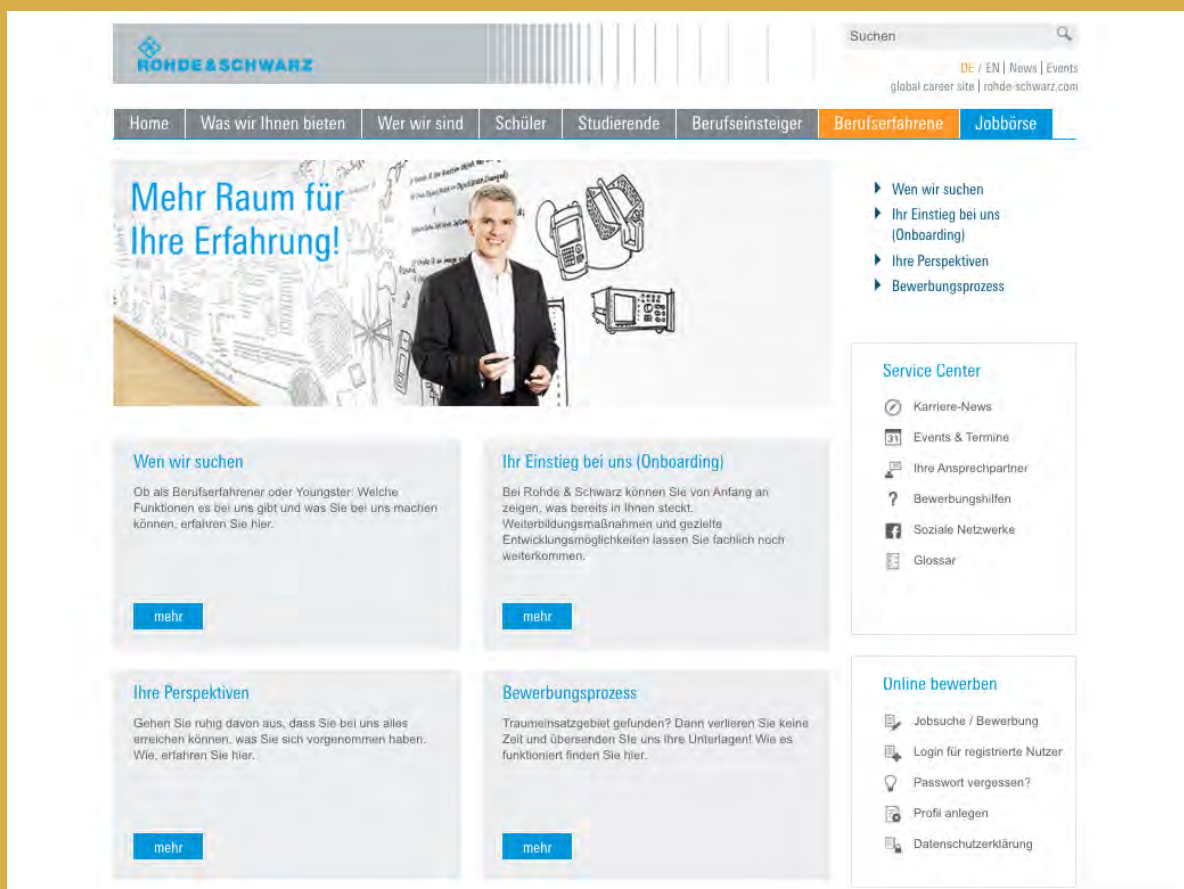 ROHDE & SCHWARZ
Suchen
DE / EN | News | Events
global career site | rohde-schwarz.com
Home
Was wir Ihnen bieten
Wer wir sind
Schüler
Studierende
Berufseinsteiger
Berufserfahrene
Jobbörse
Mehr Raum für
Ihre Erfahrung!
Wen wir suchen
Ihr Einstieg bei uns
(Onboarding)
Ihre Perspektiven
Bewerbungsprozess
Service Center
Karriere-News
31
Events & Termine
Ihre Ansprechpartner
Bewerbungshilfen
Soziale Netzwerke
Glossar
Wen wir suchen
Ob als Berufserfahrener oder Youngster: Welche
Funktionen es bei uns gibt und was Sie bei uns machen
können, erfahren Sie hier.
mehr
Ihr Einstieg bei uns (Onboarding)
Bei Rohde & Schwarz können Sie von Anfang an
zeigen, was bereits in Ihnen steckt.
Weiterbildungsmaßnahmen und gezielte
Entwicklungsmöglichkeiten lassen Sie fachlich noch
weiterkommen.
mehr
Ihre Perspektiven
Gehen Sie ruhig davon aus, dass Sie bei uns alles
erreichen können, was Sie sich vorgenommen haben.
Wie, erfahren Sie hier.
mehr
Bewerbungsprozess
Traumeinsatzgebiet gefunden? Dann verlieren Sie keine
Zeit und übersenden SIe uns Ihre Unterlagen! Wie es
funktioniert finden Sie hier.
mehr
Online bewerben
Jobsuche / Bewerbung
Login für registrierte Nutzer
Passwort vergessen?
Profil anlegen
Datenschutzerklärung